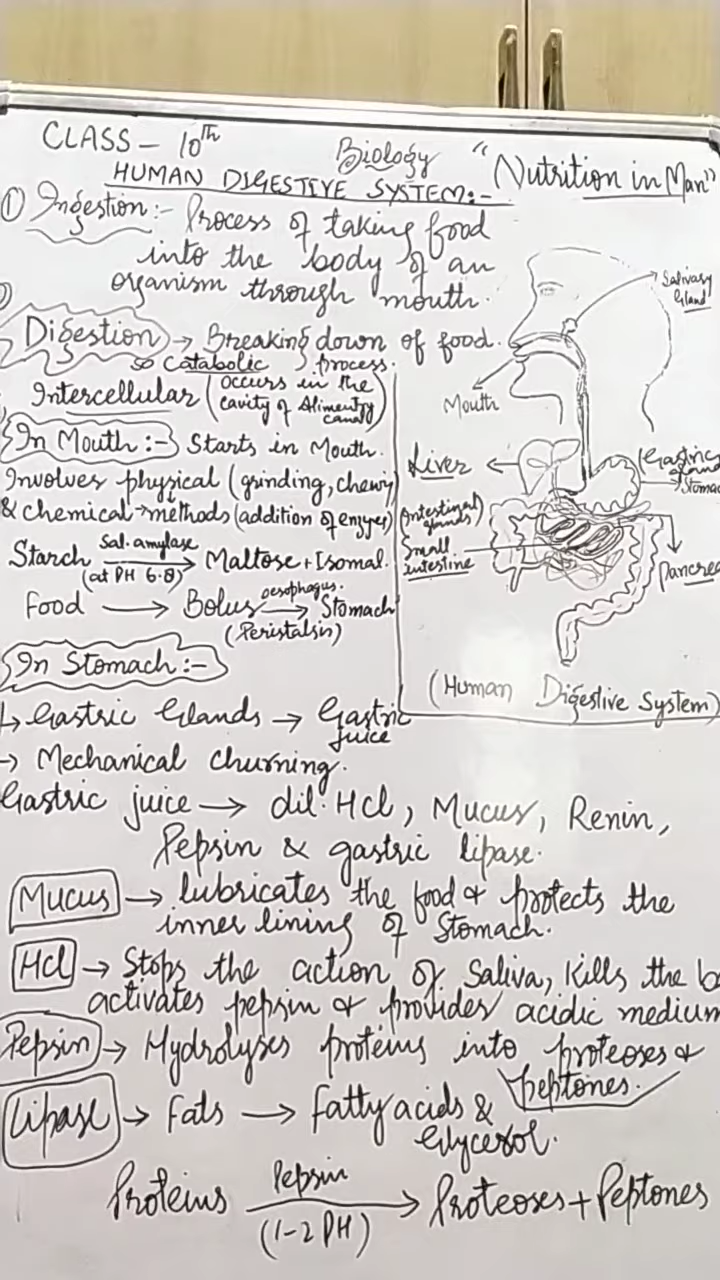 CLASS - 10th Biology "Nutrition in Man"
HUMAN DIGESTIVE SYSTEM:-
① Ingestion:- Process of taking food
into the body of an
organism through mouth.
Digestion → Breaking down of food.
so Catabolic process.
Intercellular (occurs in the
cavity of Alimentry
canal)
In Mouth:- Starts in Mouth.
Involves physical (grinding, chewing)
& chemical → methods (addition of enzymes)
Starch Sal. amylase → Maltose + Isomal.
(at PH 6.8)
Food → Bolus oesophagus. → Stomach
(Peristalsis)
Salivary
Gland
Mouth
Liver
(Gastric
gland
Stomac
(Intestinal
glands)
Small
intestine
Pancrea
(Human Digestive System)
In Stomach:-
↳ Gastric Glands → Gastric
Juice
→ Mechanical churning.
Gastric juice → dil. Hcl, Mucus, Renin,
Pepsin & gastric lipase.
Mucus → lubricates the food & protects the
inner lining of Stomach.
Hcl → Stops the action of Saliva, Kills the b
activates pepsin & provides acidic medium
Pepsin → Hydrolyses proteins into proteoses &
peptones.
Lipase → Fats → Fatty acids &
Glycerol.
Proteins Pepsin → Proteoses + Peptones
(1-2 PH)